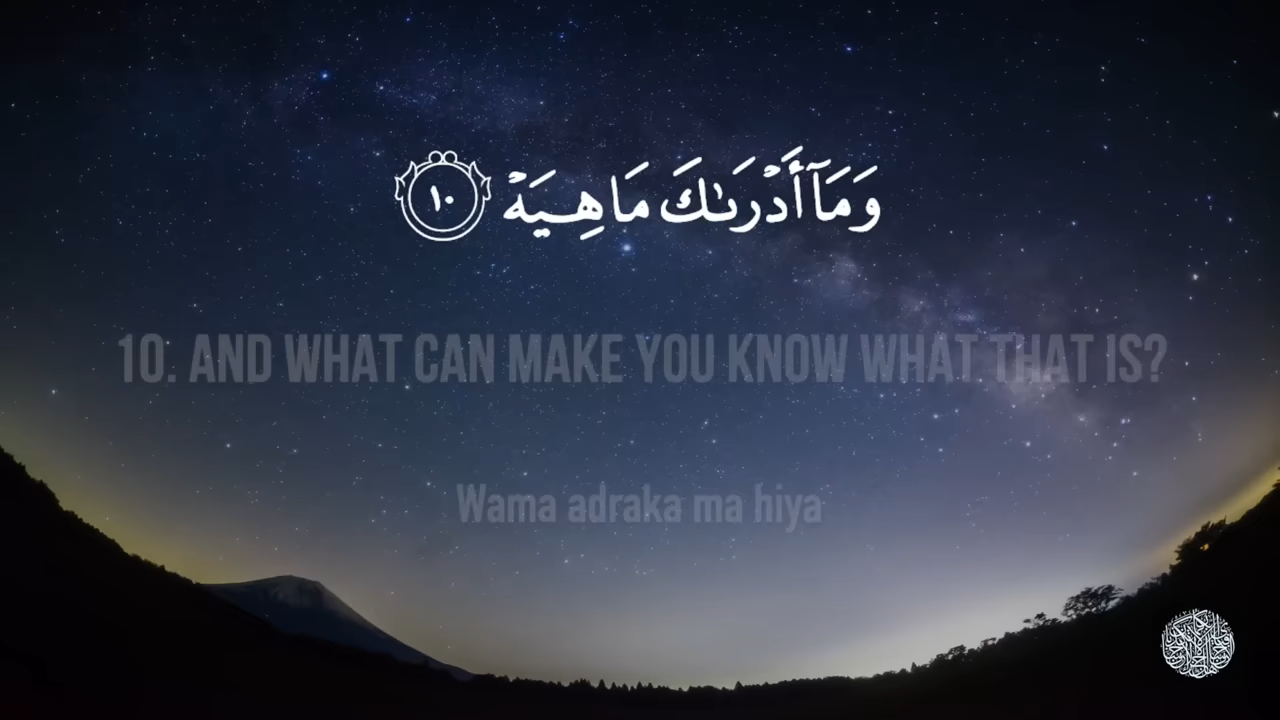 وَمَآ أَدْرَىٰكَ مَا هِيَهْ ١٠
10. AND WHAT CAN MAKE YOU KNOW WHAT THAT IS?
Wama adraka ma hiya